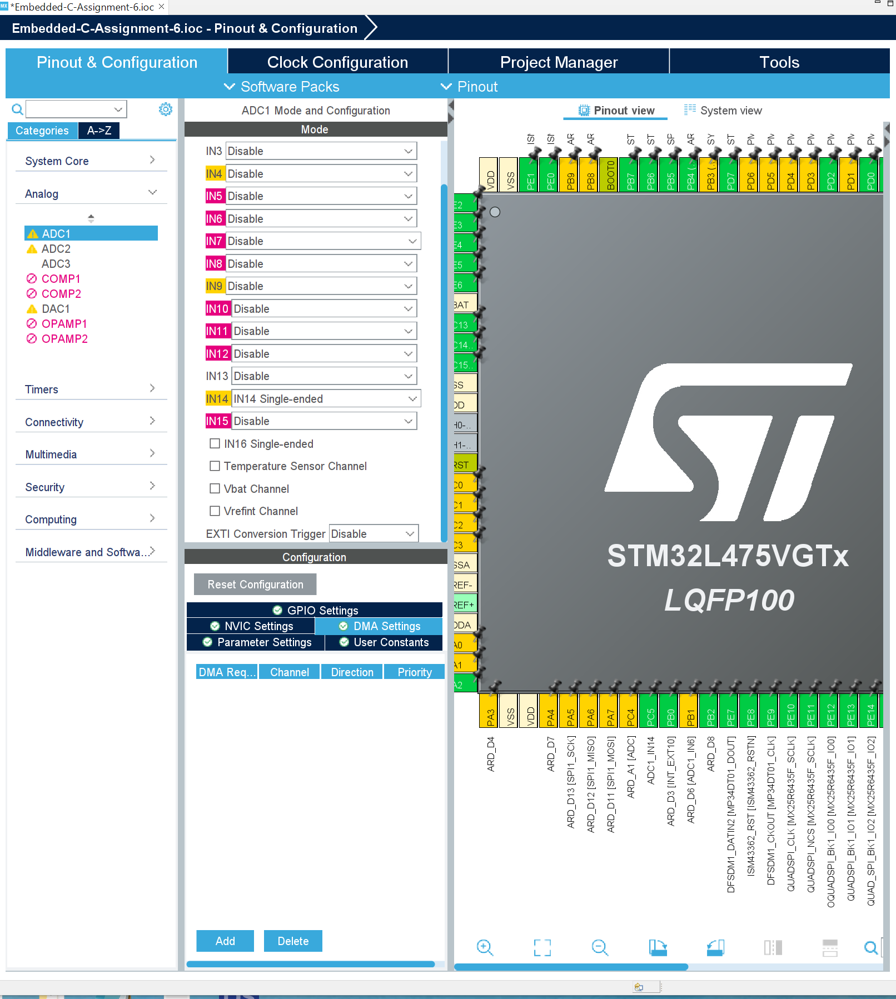 MX *Embedded-C-Assignment-6.ioc ×
Embedded-C-Assignment-6.ioc - Pinout & Configuration
Pinout & Configuration
Clock Configuration
Project Manager
Tools
Software Packs
Pinout
Categories
A->Z
System Core
Analog
ADC1
ADC2
ADC3
COMP1
COMP2
DAC1
OPAMP1
OPAMP2
Timers
Connectivity
Multimedia
Security
Computing
Middleware and Softwa...
ADC1 Mode and Configuration
Mode
IN3 Disable
IN4 Disable
IN5 Disable
IN6 Disable
IN7 Disable
IN8 Disable
IN9 Disable
IN10 Disable
IN11 Disable
IN12 Disable
IN13 Disable
IN14 IN14 Single-ended
IN15 Disable
IN16 Single-ended
Temperature Sensor Channel
Vbat Channel
Vrefint Channel
EXTI Conversion Trigger Disable
Configuration
Reset Configuration
GPIO Settings
NVIC Settings
DMA Settings
Parameter Settings
User Constants
DMA Req... Channel Direction Priority
Add
Delete
Pinout view
System view
AR
AR
ST
ST
SP
AR
SY
ST
VDD
VSS
PE1
PE0
PB9
PB8
BOOT0
PB7
PB6
PB5
PB4 (..
PB3 (..
PD7
PD6
PD5
PD4
PD3
PD2
PD1
PD0
E2
E3
E4
E5
E6
BAT
C13
C14..
C15..
SS
DD
H0-..
H1-..
RST
C0
C1
C2
C3
SSA
REF-
REF+
DDA
A0
A1
A2
ST
STM32L475VGTx
LQFP100
PA3
VSS
VDD
PA4
PA5
PA6
PA7
PC4
PC5
PB0
PB1
PB2
PE7
PE8
PE9
PE10
PE11
PE12
PE13
PE14
ARD_D4
ARD_D7
ARD_D13 [SPI1_SCK]
ARD_D12 [SPI1_MISO]
ARD_D11 [SPI1_MOSI]
ARD_A1 [ADC]
ADC1_IN14
ARD_D3 [INT_EXT10]
ARD_D6 [ADC1_IN6]
ARD_D8
DFSDM1_DATIN2 [MP34DT01_DOUT]
ISM43362_RST [ISM43362_RSTN]
DFSDM1_CKOUT [MP34DT01_CLK]
QUADSPI_CLK [MX25R6435F_SCLK]
QUADSPI_NCS [MX25R6435F_SCLK]
OQUADSPI_BK1_IO0 [MX25R6435F_IO0]
QUADSPI_BK1_IO1 [MX25R6435F_IO1]
QUAD_SPI_BK1_IO2 [MX25R6435F_IO2]